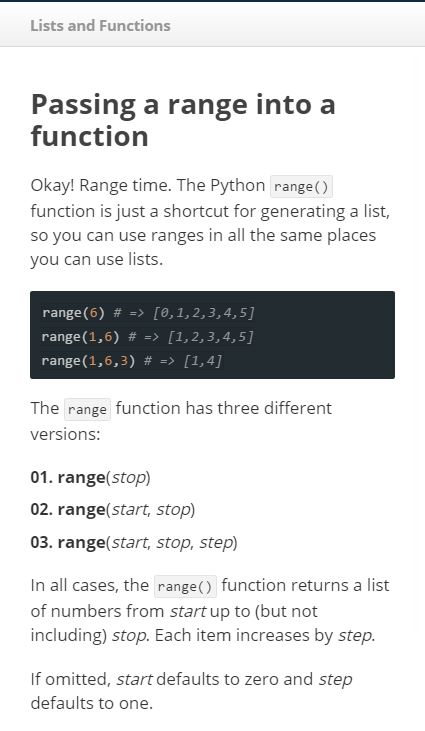 Lists and Functions
Passing a range into a
function
Okay! Range time. The Python range()
function is just a shortcut for generating a list,
so you can use ranges in all the same places
you can use lists.
range(6) # => [0,1,2,3,4,5]
range(1,6) # => [1,2,3,4,5]
range(1,6,3) # => [1,4]
The range function has three different
versions:
01. range(stop)
02. range(start, stop)
03. range(start, stop, step)
In all cases, the range() function returns a list
of numbers from start up to (but not
including) stop. Each item increases by step.
If omitted, start defaults to zero and step
defaults to one.